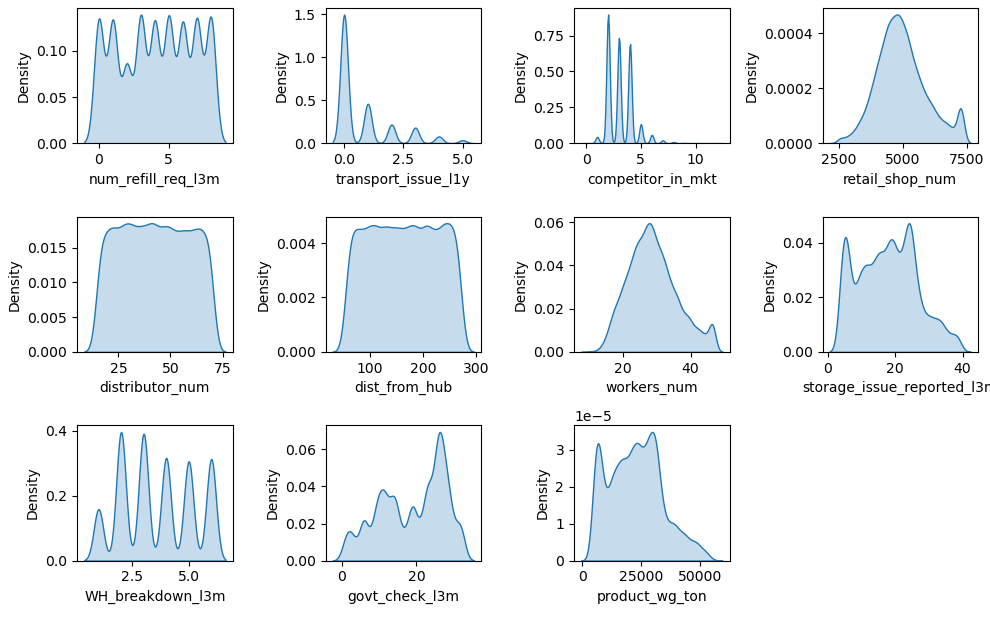 Density
0.10
0.05
0.00
0
5
num_refill_req_l3m
Density
1.5
1.0
0.5
0.0
0.0
2.5
5.0
transport_issue_l1y
Density
0.75
0.50
0.25
0.00
0
5
10
competitor_in_mkt
Density
0.0004
0.0002
0.0000
2500
5000
7500
retail_shop_num
Density
0.015
0.010
0.005
0.000
25
50
75
distributor_num
Density
0.004
0.002
0.000
100
200
300
dist_from_hub
Density
0.06
0.04
0.02
0.00
20
40
workers_num
Density
0.04
0.02
0.00
0
20
40
storage_issue_reported_l3m
Density
0.4
0.2
0.0
2.5
5.0
WH_breakdown_l3m
Density
0.06
0.04
0.02
0.00
0
20
govt_check_l3m
1e−5
Density
3
2
1
0
0
25000
50000
product_wg_ton